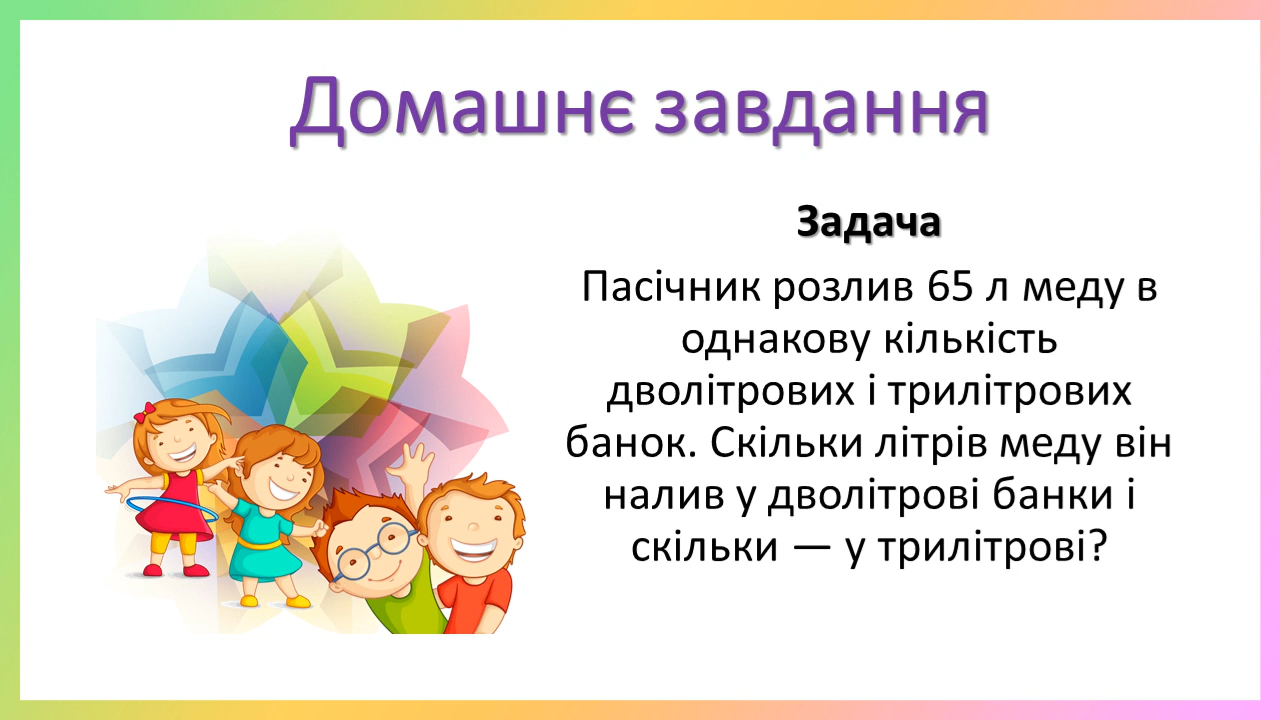 Домашнє завдання
Задача
Пасічник розлив 65 л меду в
однакову кількість
дволітрових і трилітрових
банок. Скільки літрів меду він
налив у дволітрові банки і
скільки — у трилітрові?